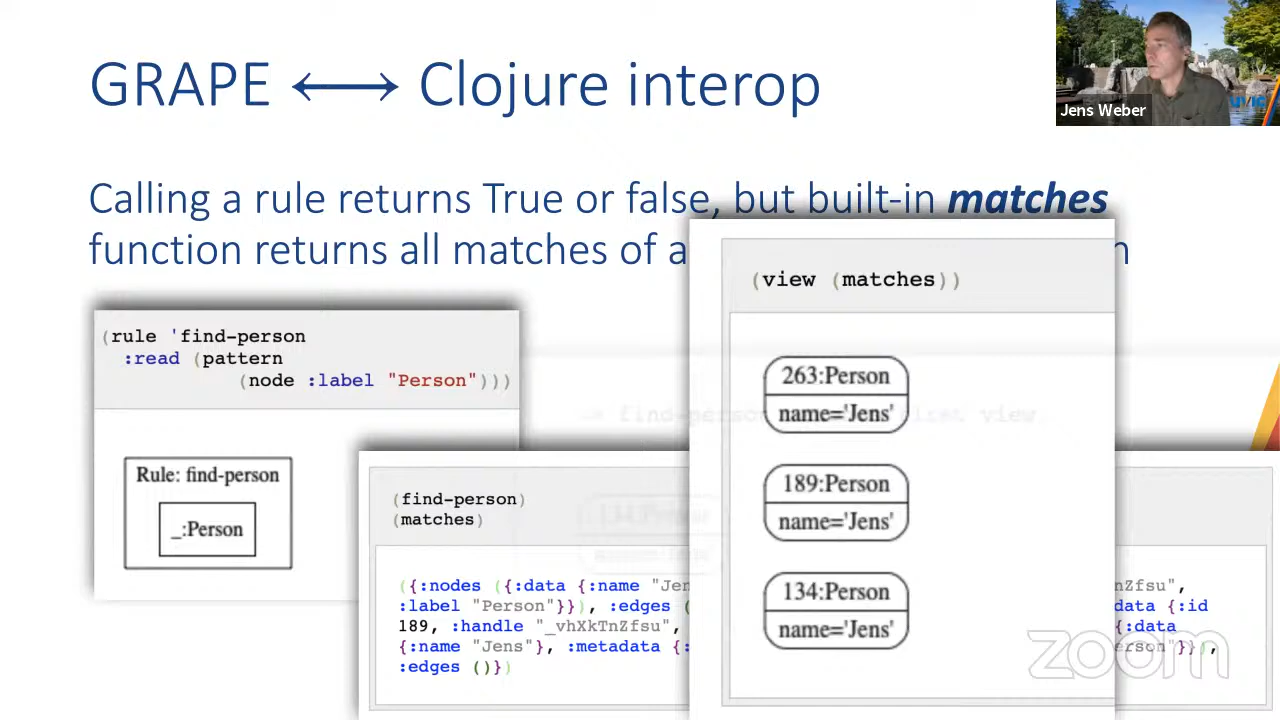 GRAPE ⟷ Clojure interop
Jens Weber
Calling a rule returns True or false, but built-in matches
function returns all matches of a
(rule 'find-person
:read (pattern
(node :label "Person")))
Rule: find-person
_:Person
(find-person)
(matches)
({:nodes ({:data {:name "Jen
:label "Person"}}), :edges (
189, :handle "_vhXkTnZfsu",
{:name "Jens"}, :metadata {:
:edges ()})
(view (matches))
263:Person
name='Jens'
189:Person
name='Jens'
134:Person
name='Jens'
nZfsu",
data {:id
{:data
erson"}}),
zoom